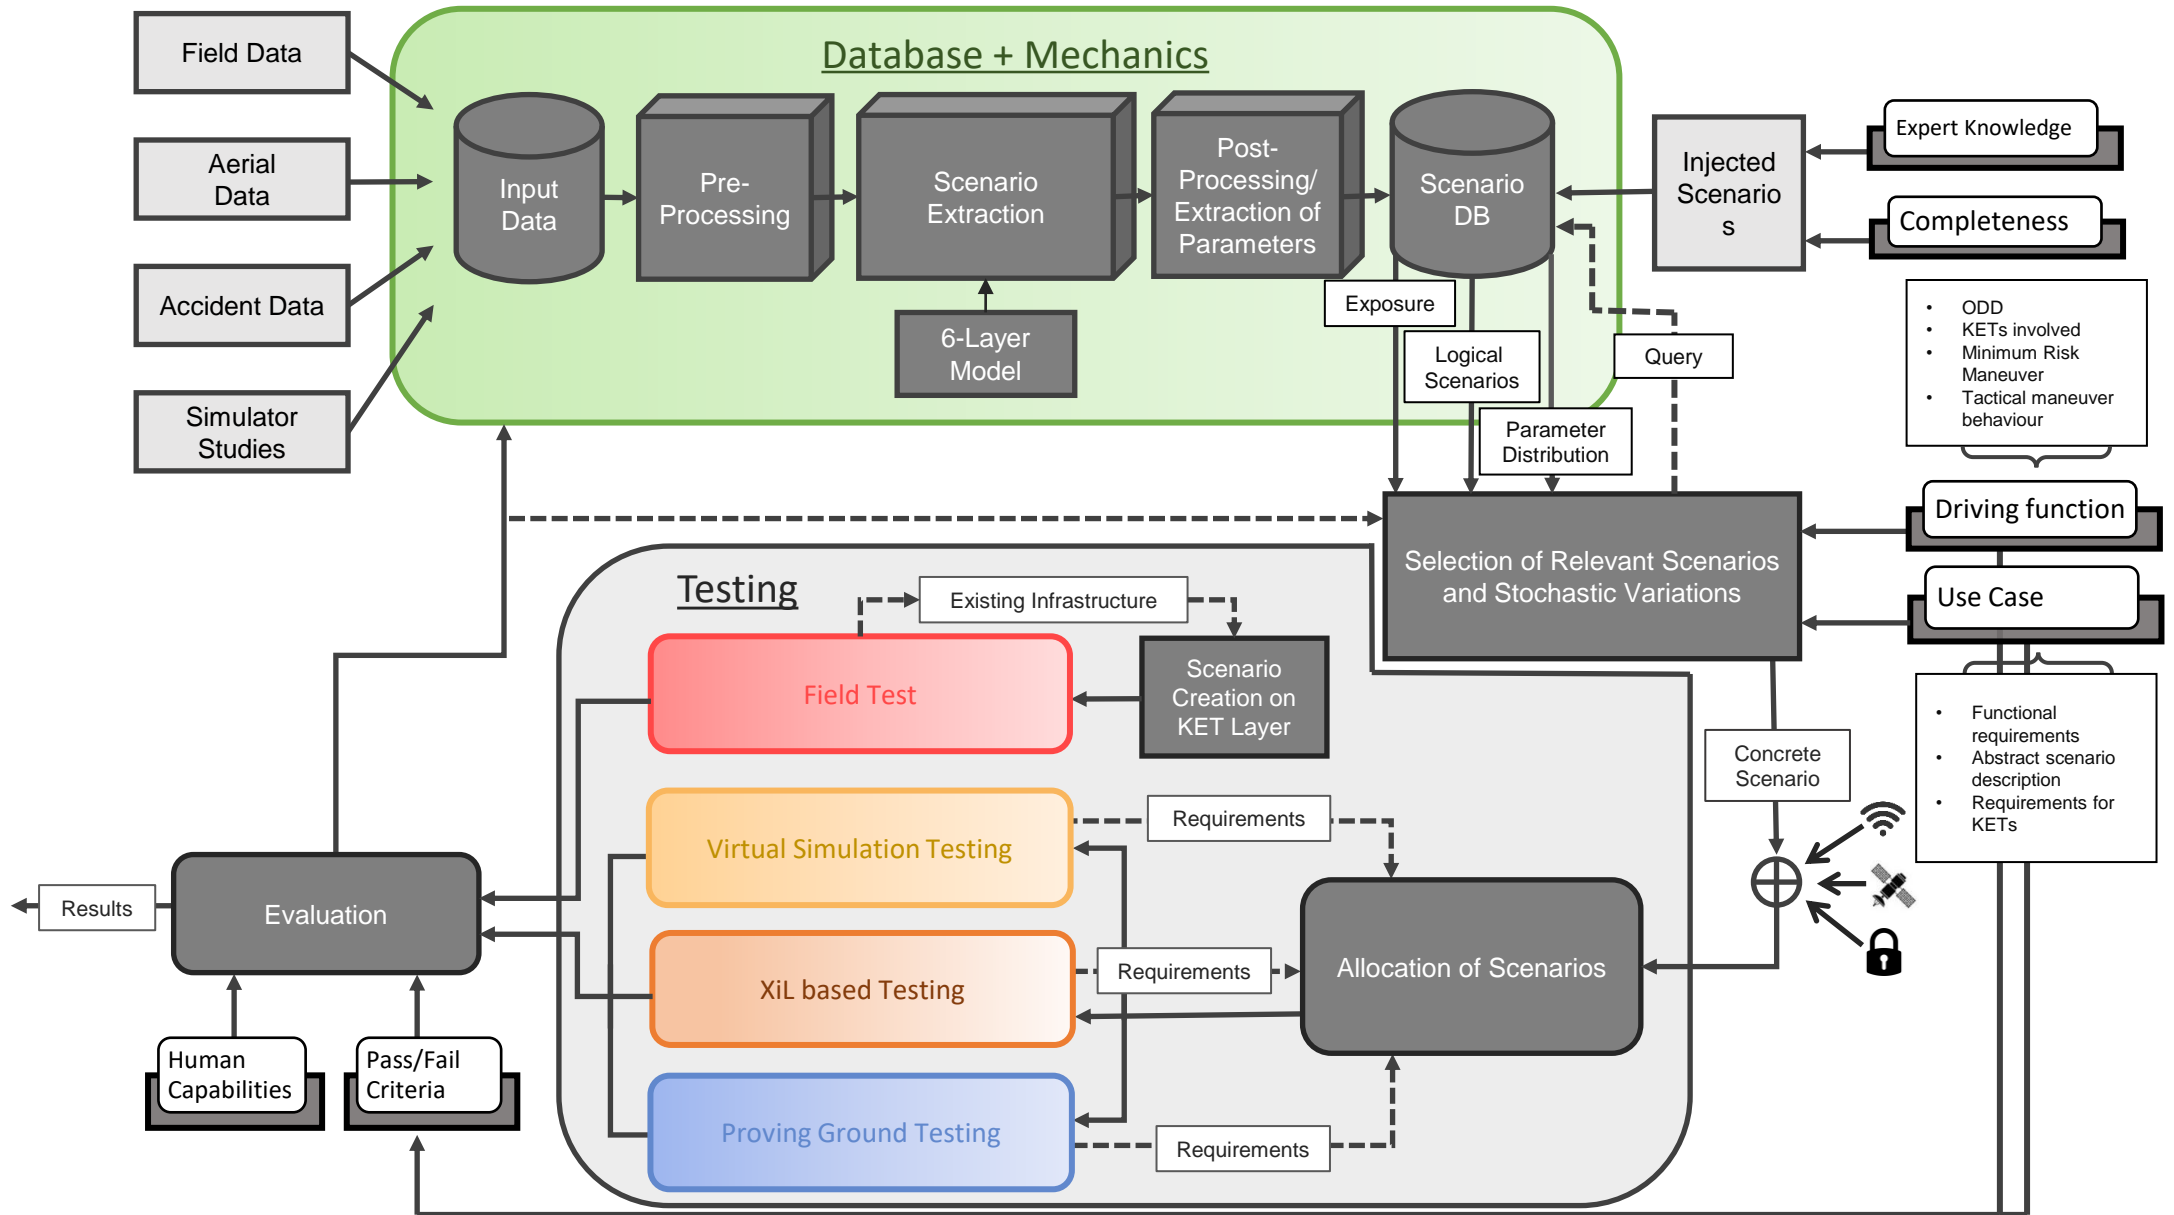 Database + Mechanics
Field Data
Aerial
Data
Accident Data
Simulator
Studies
Input
Data
Pre-
Processing
Scenario
Extraction
6-Layer
Model
Post-
Processing/
Extraction of
Parameters
Scenario
DB
Injected
Scenario
s
Expert Knowledge
Completeness
Exposure
Logical
Scenarios
Parameter
Distribution
Query
• ODD
• KETs involved
• Minimum Risk
Maneuver
• Tactical maneuver
behaviour
Driving function
Use Case
• Functional
requirements
• Abstract scenario
description
• Requirements for
KETs
Selection of Relevant Scenarios
and Stochastic Variations
Concrete
Scenario
Testing
Existing Infrastructure
Field Test
Scenario
Creation on
KET Layer
Virtual Simulation Testing
Requirements
XiL based Testing
Requirements
Allocation of Scenarios
Proving Ground Testing
Requirements
Evaluation
Results
Human
Capabilities
Pass/Fail
Criteria